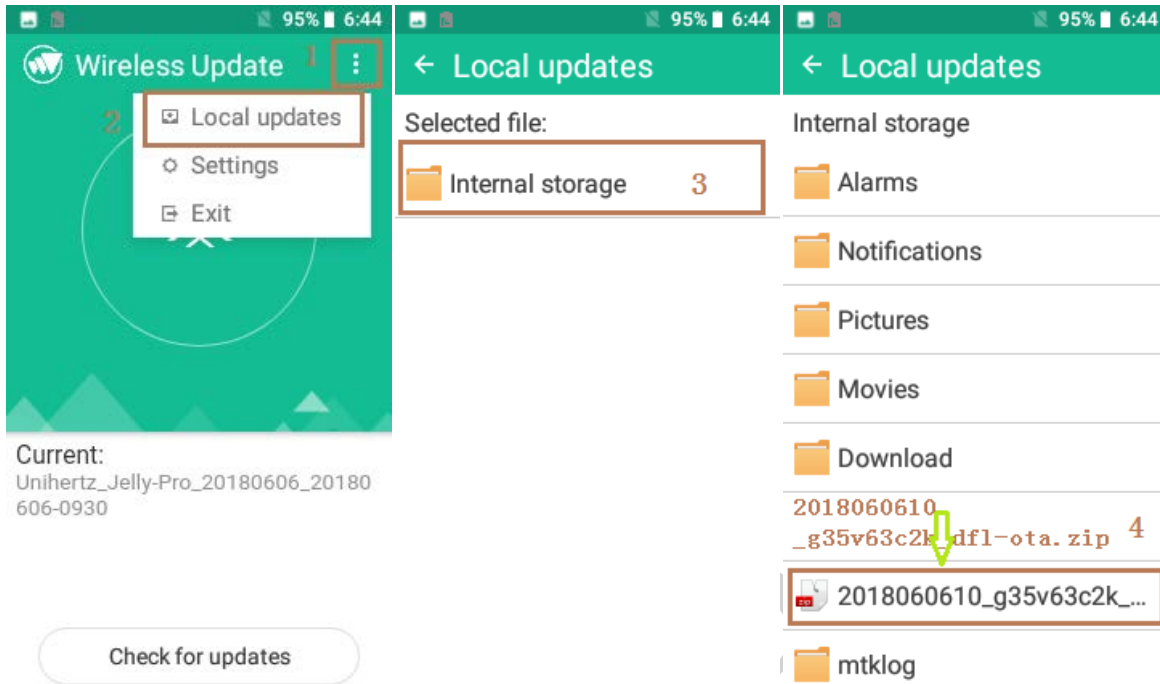 95% 6:44
Wireless Update 1
2 Local updates
Settings
Exit
Current:
Unihertz_Jelly-Pro_20180606_20180
606-0930
Check for updates
95% 6:44
Local updates
Selected file:
Internal storage 3
95% 6:44
Local updates
Internal storage
Alarms
Notifications
Pictures
Movies
Download
2018060610
_g35v63c2k_dfl-ota.zip 4
2018060610_g35v63c2k_...
mtklog